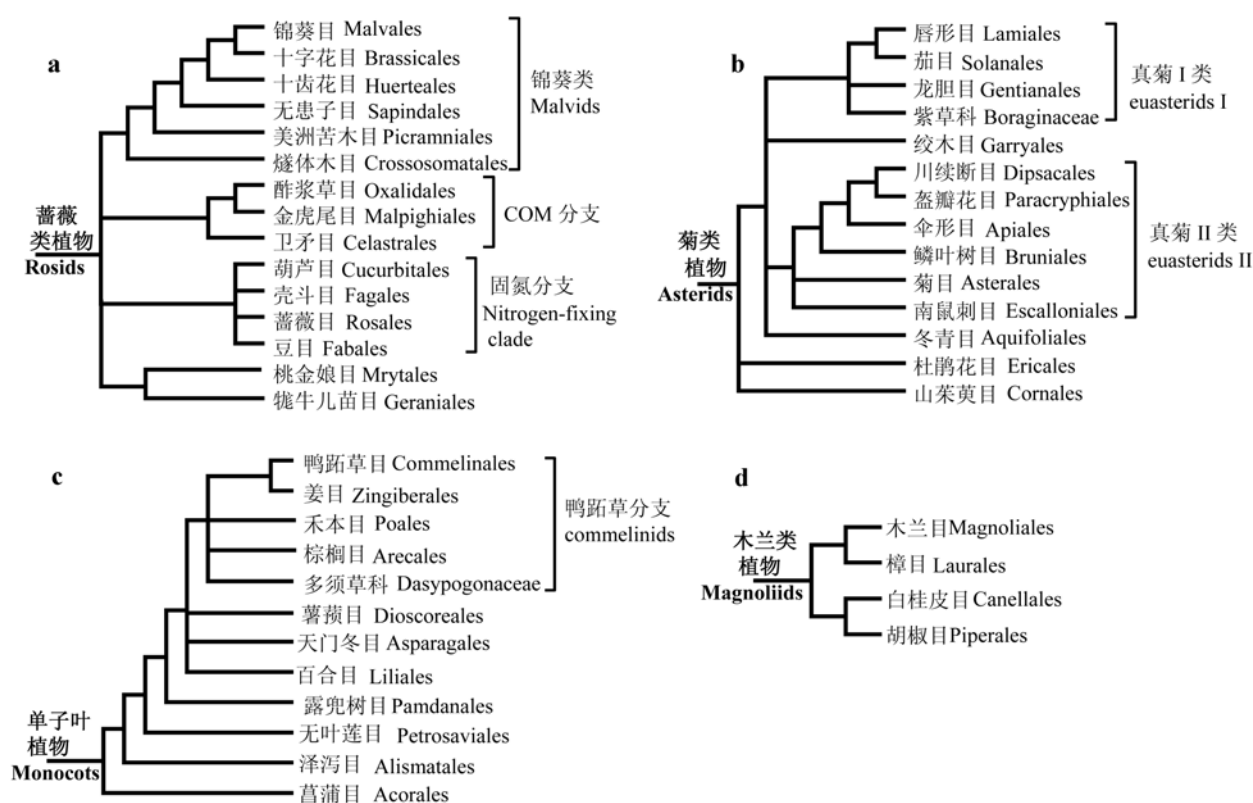 a
锦葵目 Malvales
十字花目 Brassicales
十齿花目 Huerteales
无患子目 Sapindales
美洲苦木目 Picramniales
燧体木目 Crossosomatales
锦葵类
Malvids
酢浆草目 Oxalidales
金虎尾目 Malpighiales
卫矛目 Celastrales
COM 分支
葫芦目 Cucurbitales
壳斗目 Fagales
蔷薇目 Rosales
豆目 Fabales
固氮分支
Nitrogen-fixing
clade
桃金娘目 Mrytales
牻牛儿苗目 Geraniales
蔷薇
类植物
Rosids
b
唇形目 Lamiales
茄目 Solanales
龙胆目 Gentianales
紫草科 Boraginaceae
真菊 I 类
euasterids I
绞木目 Garryales
川续断目 Dipsacales
盔瓣花目 Paracryphiales
伞形目 Apiales
鳞叶树目 Bruniales
菊目 Asterales
南鼠刺目 Escalloniales
真菊 II 类
euasterids II
冬青目 Aquifoliales
杜鹃花目 Ericales
山茱萸目 Cornales
菊类
植物
Asterids
c
鸭跖草目 Commelinales
姜目 Zingiberales
禾本目 Poales
棕榈目 Arecales
多须草科 Dasypogonaceae
鸭跖草分支
commelinids
薯蓣目 Dioscoreales
天门冬目 Asparagales
百合目 Liliales
露兜树目 Pamdanales
无叶莲目 Petrosaviales
泽泻目 Alismatales
菖蒲目 Acorales
单子叶
植物
Monocots
d
木兰目Magnoliales
樟目 Laurales
白桂皮目Canellales
胡椒目Piperales
木兰类
植物
Magnoliids